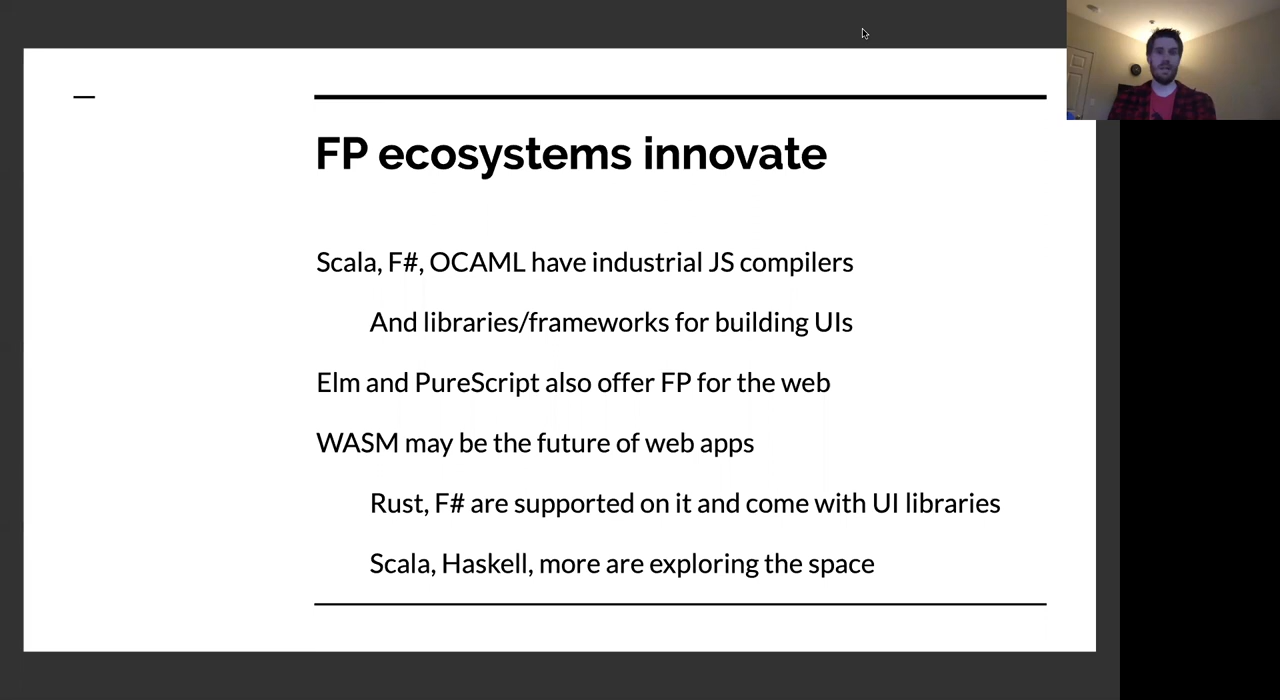 FP ecosystems innovate
Scala, F#, OCAML have industrial JS compilers
And libraries/frameworks for building UIs
Elm and PureScript also offer FP for the web
WASM may be the future of web apps
Rust, F# are supported on it and come with UI libraries
Scala, Haskell, more are exploring the space